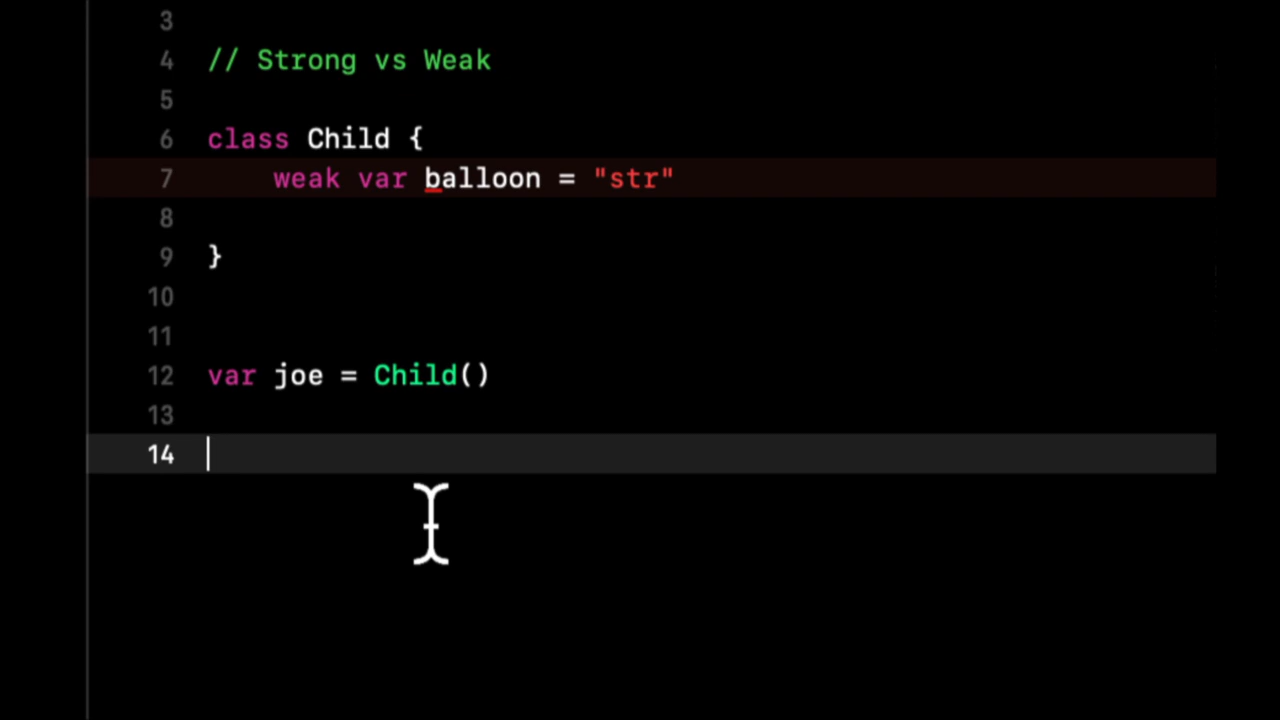 3
4 // Strong vs Weak
5
6 class Child {
7 weak var balloon = "str"
8
9 }
10
11
12 var joe = Child()
13
14